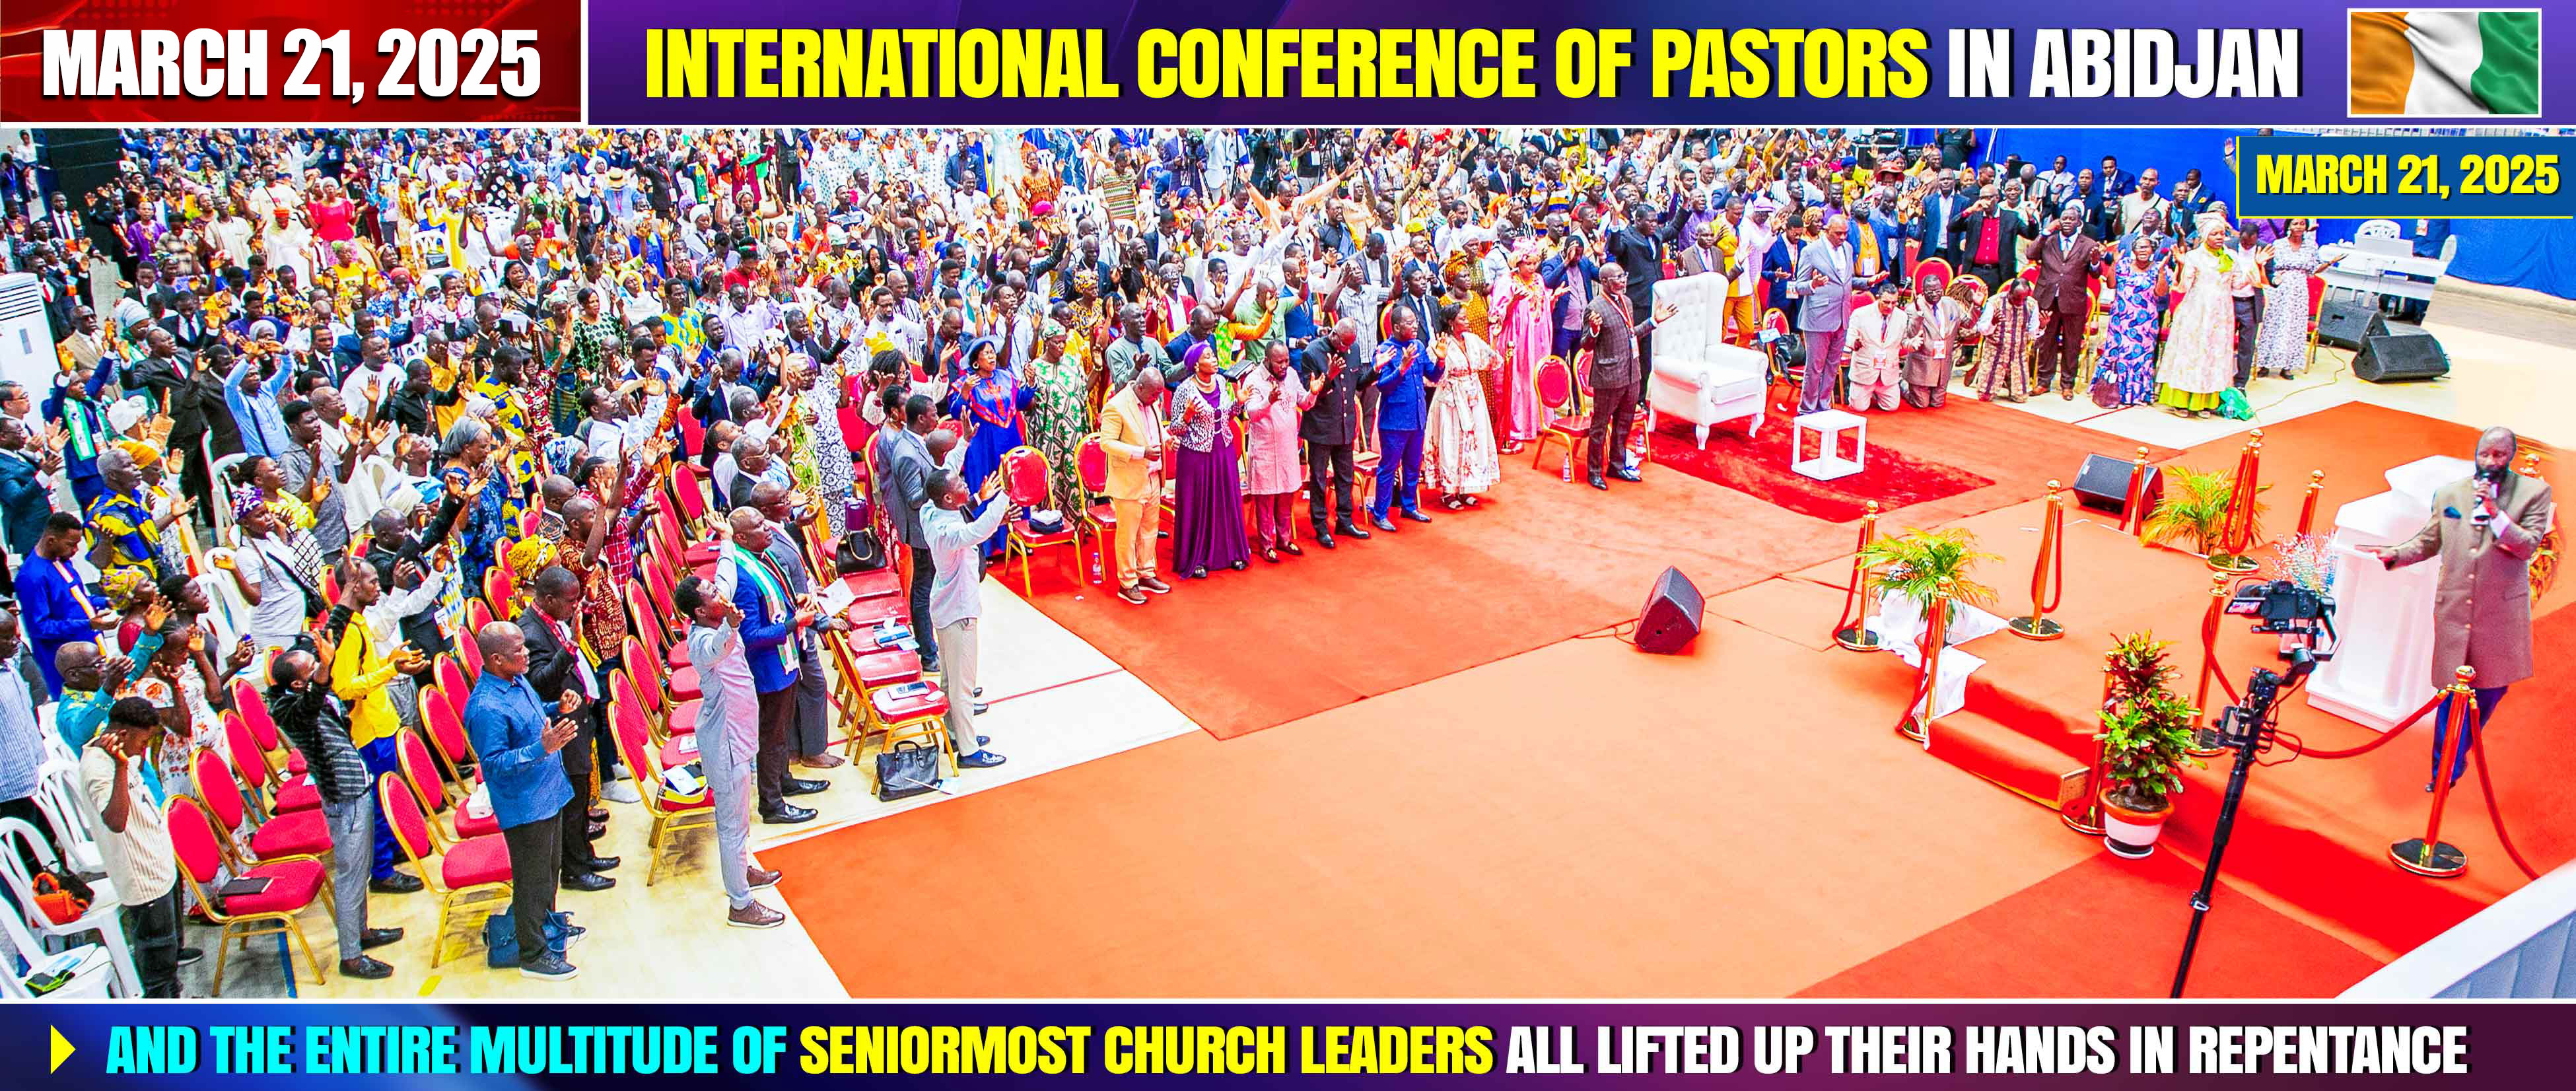 MARCH 21, 2025
INTERNATIONAL CONFERENCE OF PASTORS IN ABIDJAN
MARCH 21, 2025
AND THE ENTIRE MULTITUDE OF SENIORMOST CHURCH LEADERS ALL LIFTED UP THEIR HANDS IN REPENTANCE